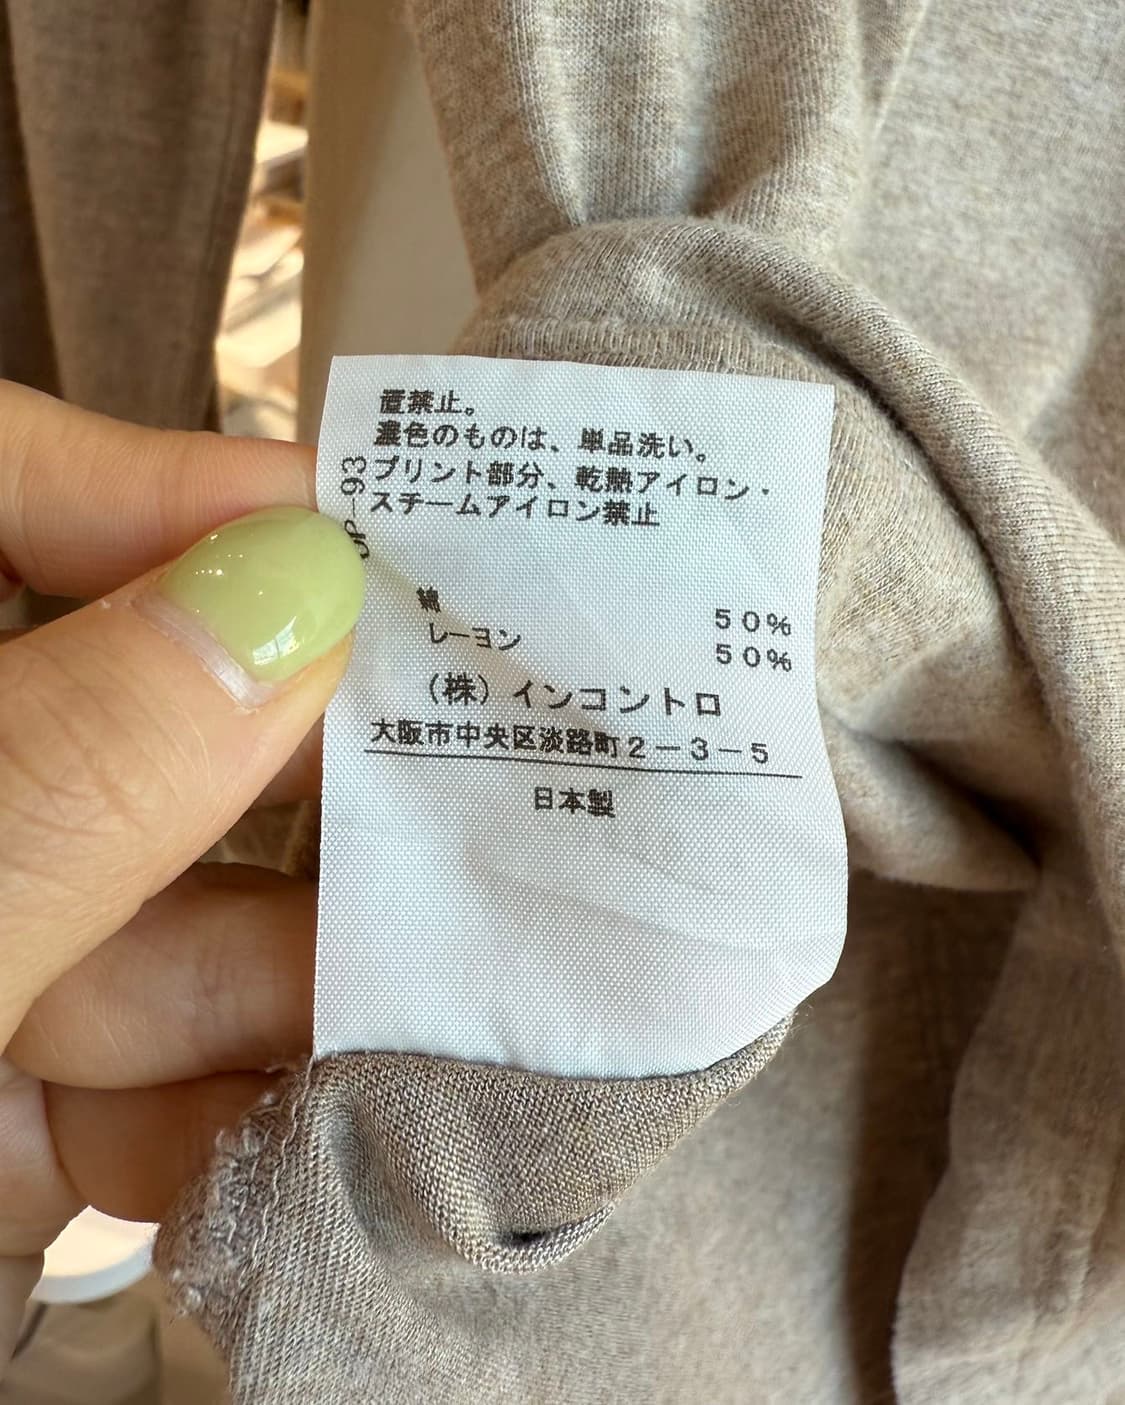 置禁止。
濃色のものは、単品洗い。
プリント部分、乾熱アイロン・
スチームアイロン禁止
UP-93
綿 50%
レーヨン 50%
(株)インコントロ
大阪市中央区淡路町2-3-5
日本製